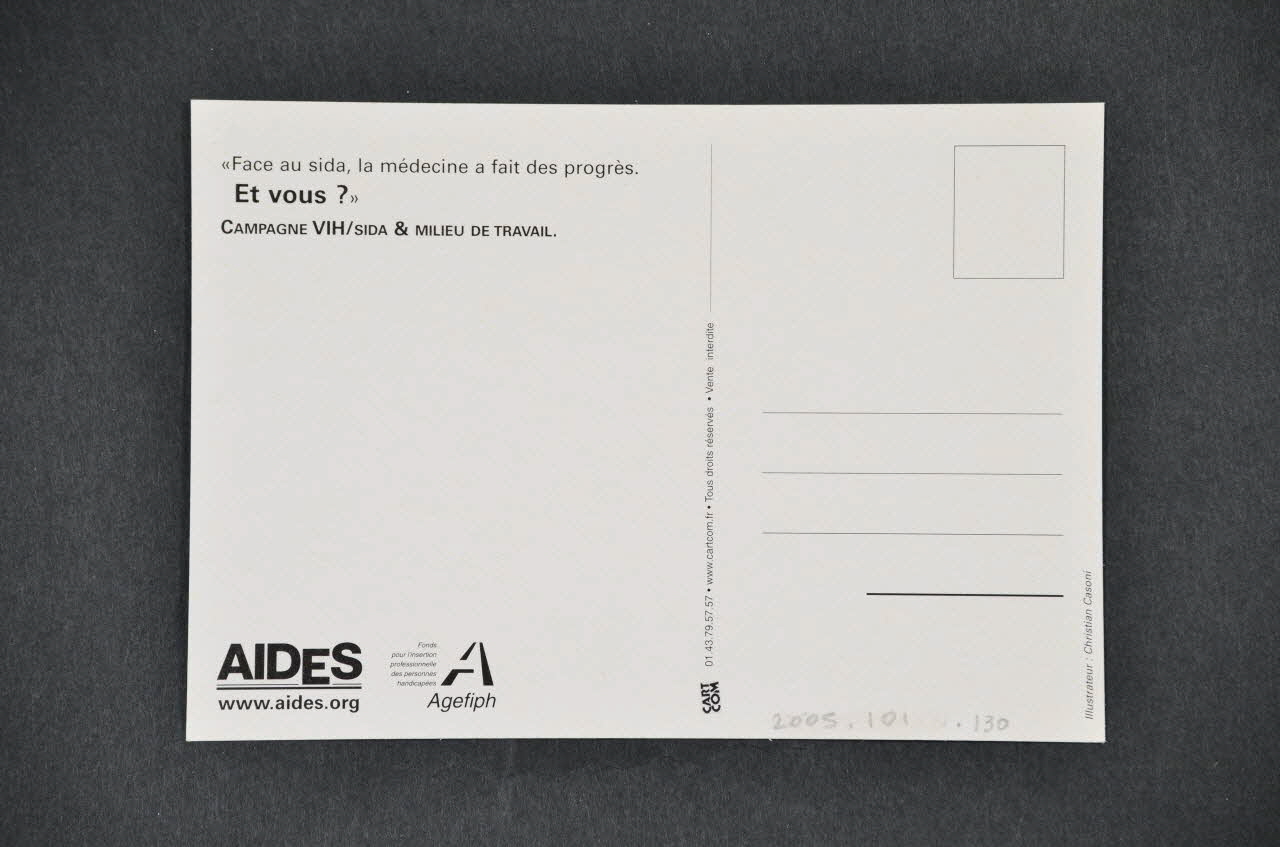 «Face au sida, la médecine a fait des progrès.
Et vous ?»
CAMPAGNE VIH/SIDA & MILIEU DE TRAVAIL.
AIDES
www.aides.org
Fonds
pour l'insertion
professionnelle
des personnes
handicapées
Agefiph
CART
COM
01.43.79.57.57 • www.cartcom.fr • Tous droits réservés • Vente interdite
Illustrateur : Christian Casoni
2005.101 .130